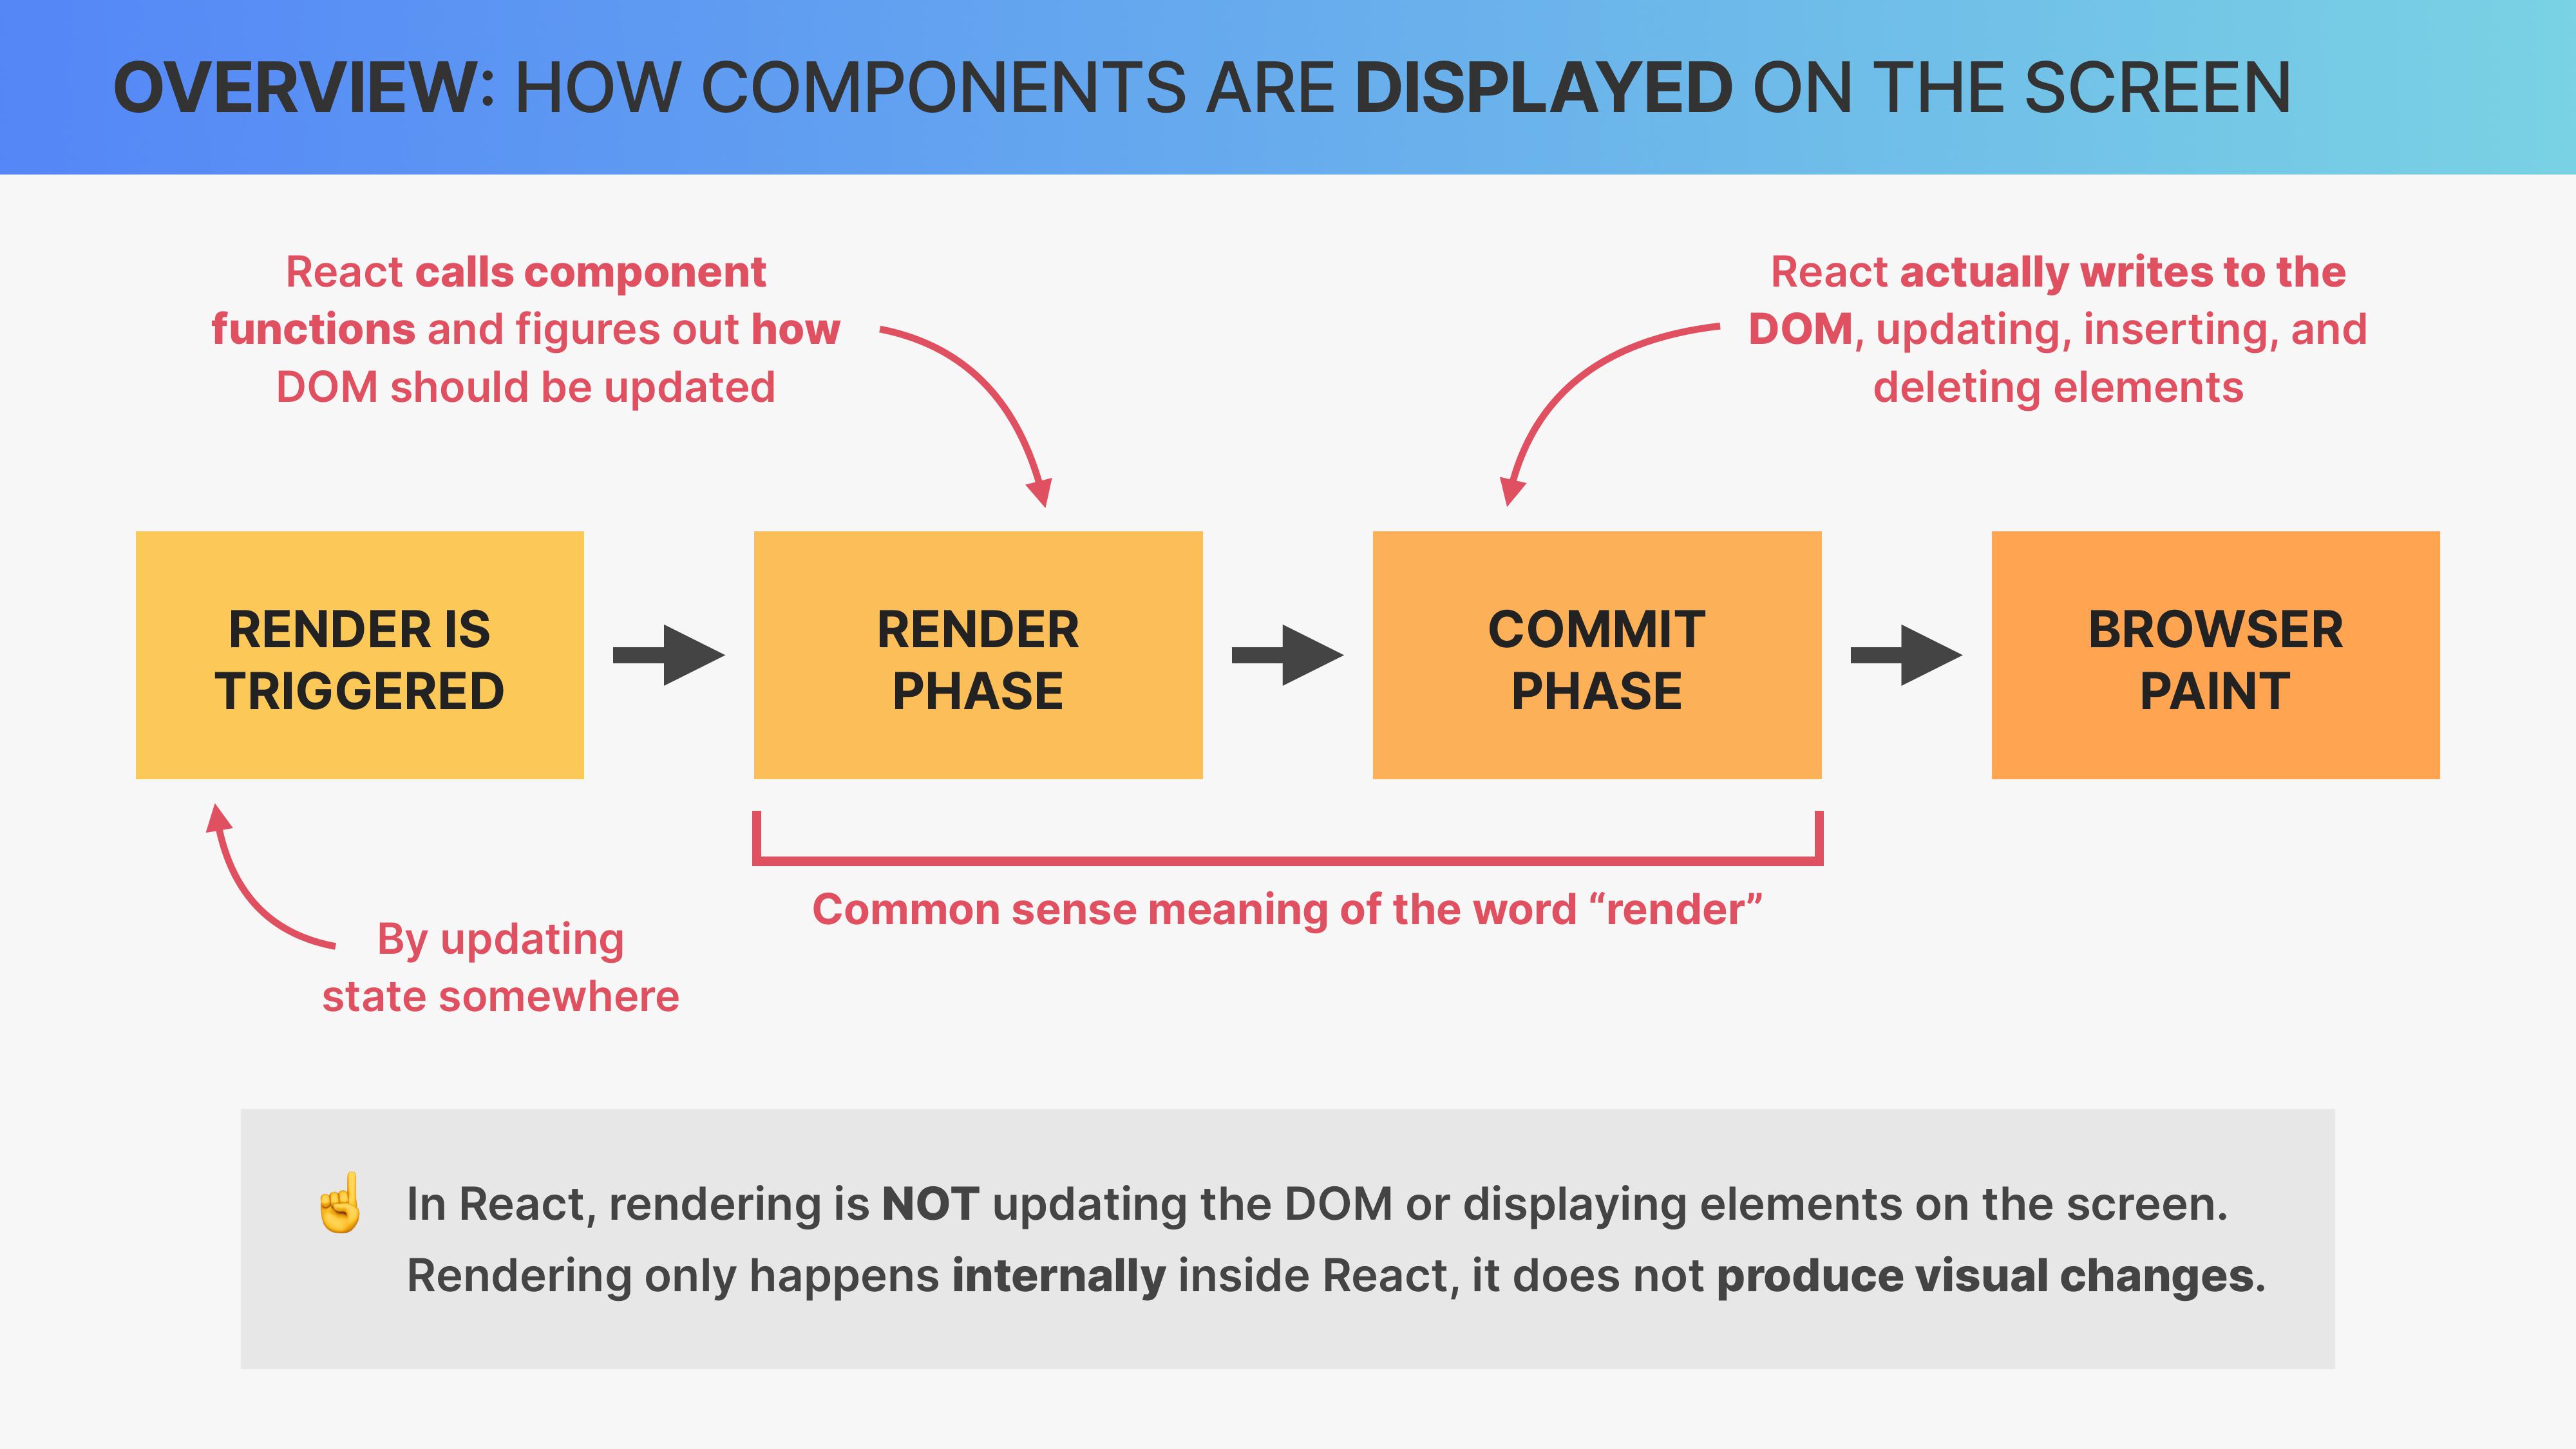 OVERVIEW: HOW COMPONENTS ARE DISPLAYED ON THE SCREEN
React calls component
functions and figures out how
DOM should be updated
React actually writes to the
DOM, updating, inserting, and
deleting elements
RENDER IS
TRIGGERED
RENDER
PHASE
COMMIT
PHASE
BROWSER
PAINT
Common sense meaning of the word “render”
By updating
state somewhere
☝️ In React, rendering is NOT updating the DOM or displaying elements on the screen.
Rendering only happens internally inside React, it does not produce visual changes.